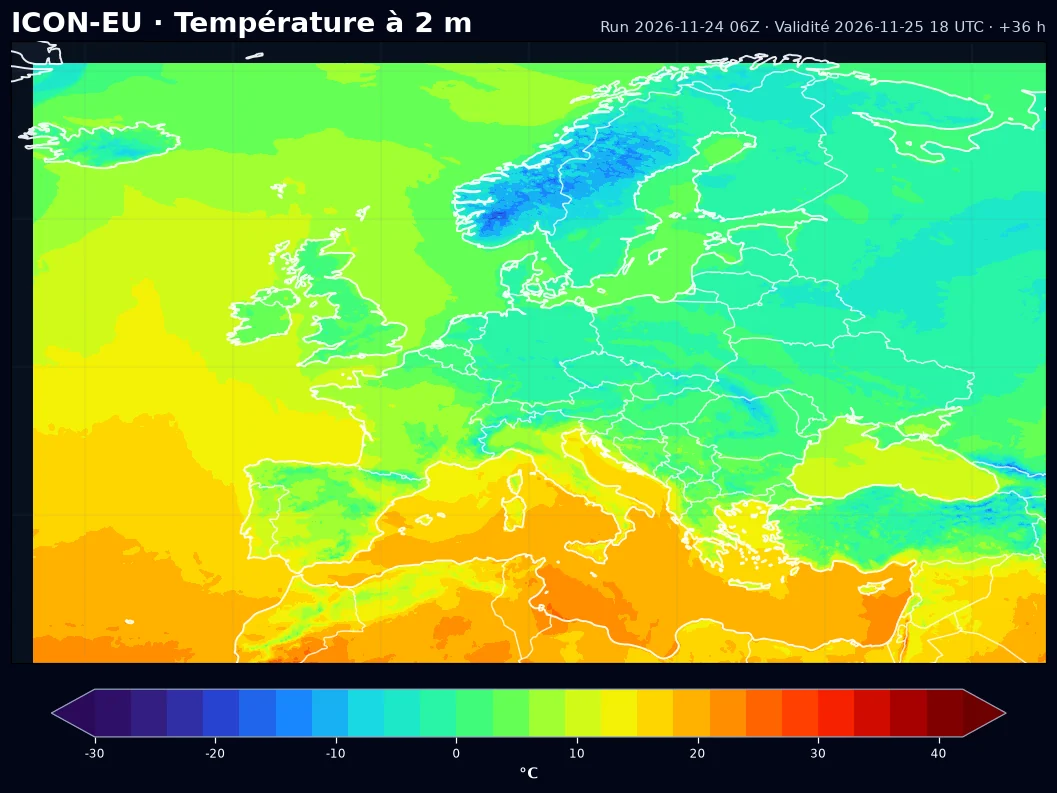 ICON-EU · Température à 2 m
Run 2026-11-24 06Z · Validité 2026-11-25 18 UTC · +36 h
-30 -20 -10 0 10 20 30 40
°C